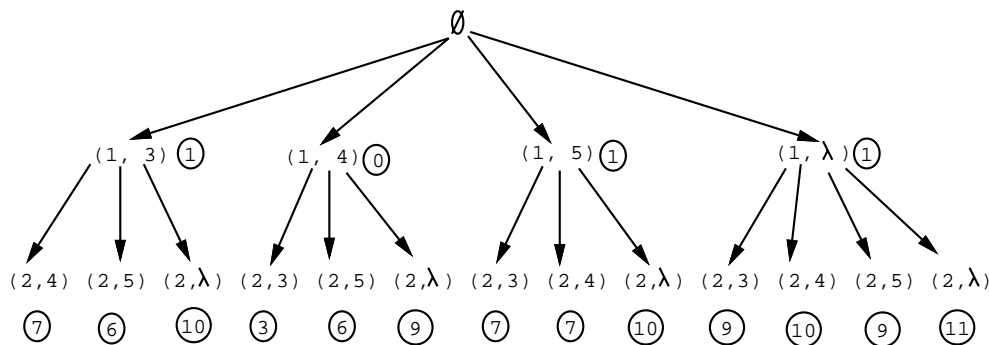 Ø
(1, 3) 1 (1, 4) 0 (1, 5) 1 (1, λ) 1
(2,4) (2,5) (2,λ) (2,3) (2,5) (2,λ) (2,3) (2,4) (2,λ) (2,3) (2,4) (2,5) (2,λ)
7 6 10 3 6 9 7 7 10 9 10 9 11